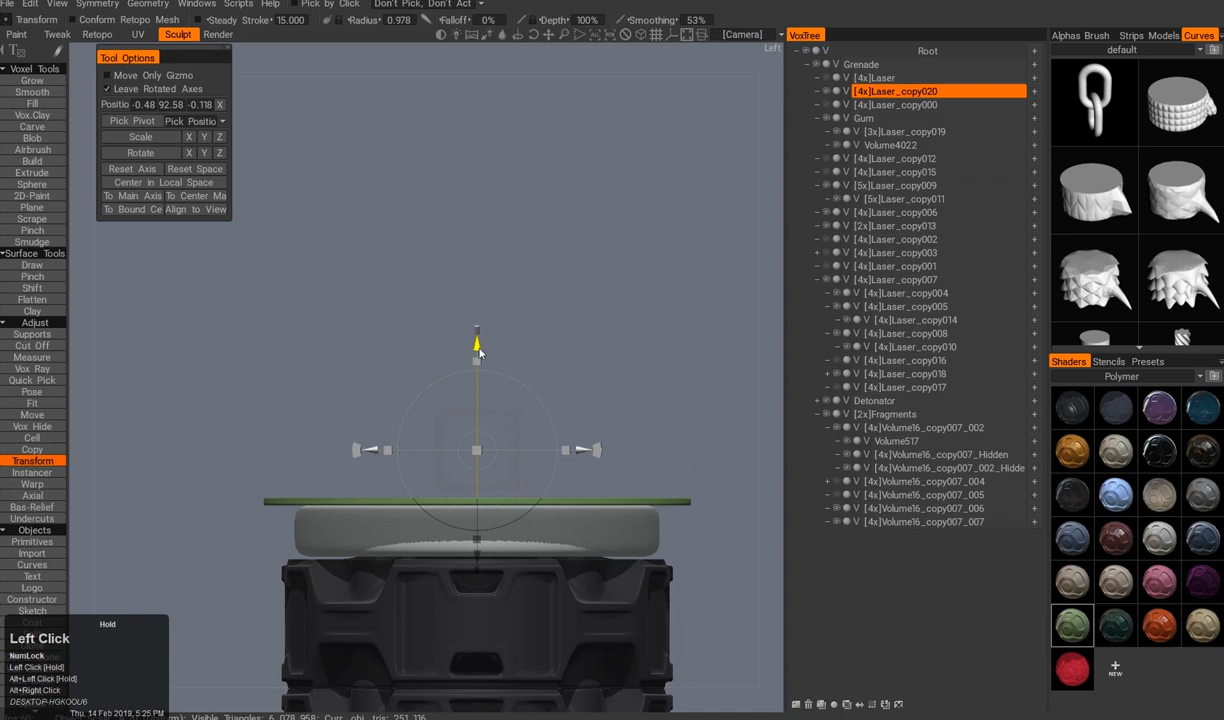 File Edit View Assets Symmetry Geometry Windows Scripts Help Pick by Click Don't Pick, Don't Act
Transform Conform Retopo Mesh Steady Stroke: 15.000 Radius: 0.978 Falloff: 0% Depth: 100% Smoothing: 53%
Paint Tweak Retopo UV Sculpt Render [Camera]
Left
Tool Options
Move Only Gizmo
Leave Rotated Axes
Positio -0.48 92.58 -0.118 X
Pick Pivot Pick Positio
Scale X Y Z
Rotate X Y Z
Reset Axis Reset Space
Center in Local Space
To Main Axis To Center Ma
To Bound Ce Align to View
Voxel Tools
Grow
Smooth
Fill
Vox.Clay
Carve
Blob
Airbrush
Build
Extrude
Sphere
2D-Paint
Plane
Scrape
Pinch
Smudge
Surface Tools
Draw
Pinch
Shift
Flatten
Clay
Adjust
Supports
Cut Off
Measure
Vox Ray
Quick Pick
Pose
Fit
Move
Vox Hide
Cell
Copy
Transform
Instancer
Warp
Axial
Bas-Relief
Undercuts
Objects
Primitives
Import
Curves
Text
Logo
Constructor
Sketch
Hold
Left Click
NumLock
Left Click [Hold]
Alt+Left Click [Hold]
Alt+Right Click
DESKTOP-HGKOOU6
Thu, 14 Feb 2019, 5:25 PM
Visible Triangles: 6 078 958; Curr. obj. tris: 251 116
VoxTree
V Root
V Grenade
V [4x]Laser
V [4x]Laser_copy020
V [4x]Laser_copy000
V Gum
V [3x]Laser_copy019
V Volume4022
V [4x]Laser_copy012
V [4x]Laser_copy015
V [5x]Laser_copy009
V [5x]Laser_copy011
V [4x]Laser_copy006
V [2x]Laser_copy013
V [4x]Laser_copy002
V [4x]Laser_copy003
V [4x]Laser_copy001
V [4x]Laser_copy007
V [4x]Laser_copy004
V [4x]Laser_copy005
V [4x]Laser_copy014
V [4x]Laser_copy008
V [4x]Laser_copy010
V [4x]Laser_copy016
V [4x]Laser_copy018
V [4x]Laser_copy017
V Detonator
V [2x]Fragments
V [4x]Volume16_copy007_002
V Volume517
V [4x]Volume16_copy007_Hidden
V [4x]Volume16_copy007_002_Hidde
V [4x]Volume16_copy007_004
V [4x]Volume16_copy007_005
V [4x]Volume16_copy007_006
V [4x]Volume16_copy007_007
Alphas Brush Strips Models Curves
default
Shaders Stencils Presets
Polymer
NEW